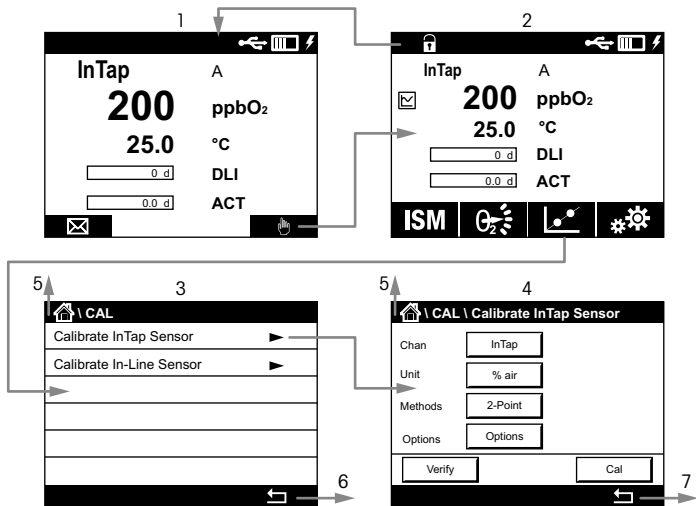 1
InTap A
200 ppbO2
25.0 °C
0 d DLI
0.0 d ACT
2
InTap A
200 ppbO2
25.0 °C
0 d DLI
0.0 d ACT
ISM O2
5
3
\ CAL
Calibrate InTap Sensor
Calibrate In-Line Sensor
6
5
4
\ CAL \ Calibrate InTap Sensor
Chan InTap
Unit % air
Methods 2-Point
Options Options
Verify Cal
7